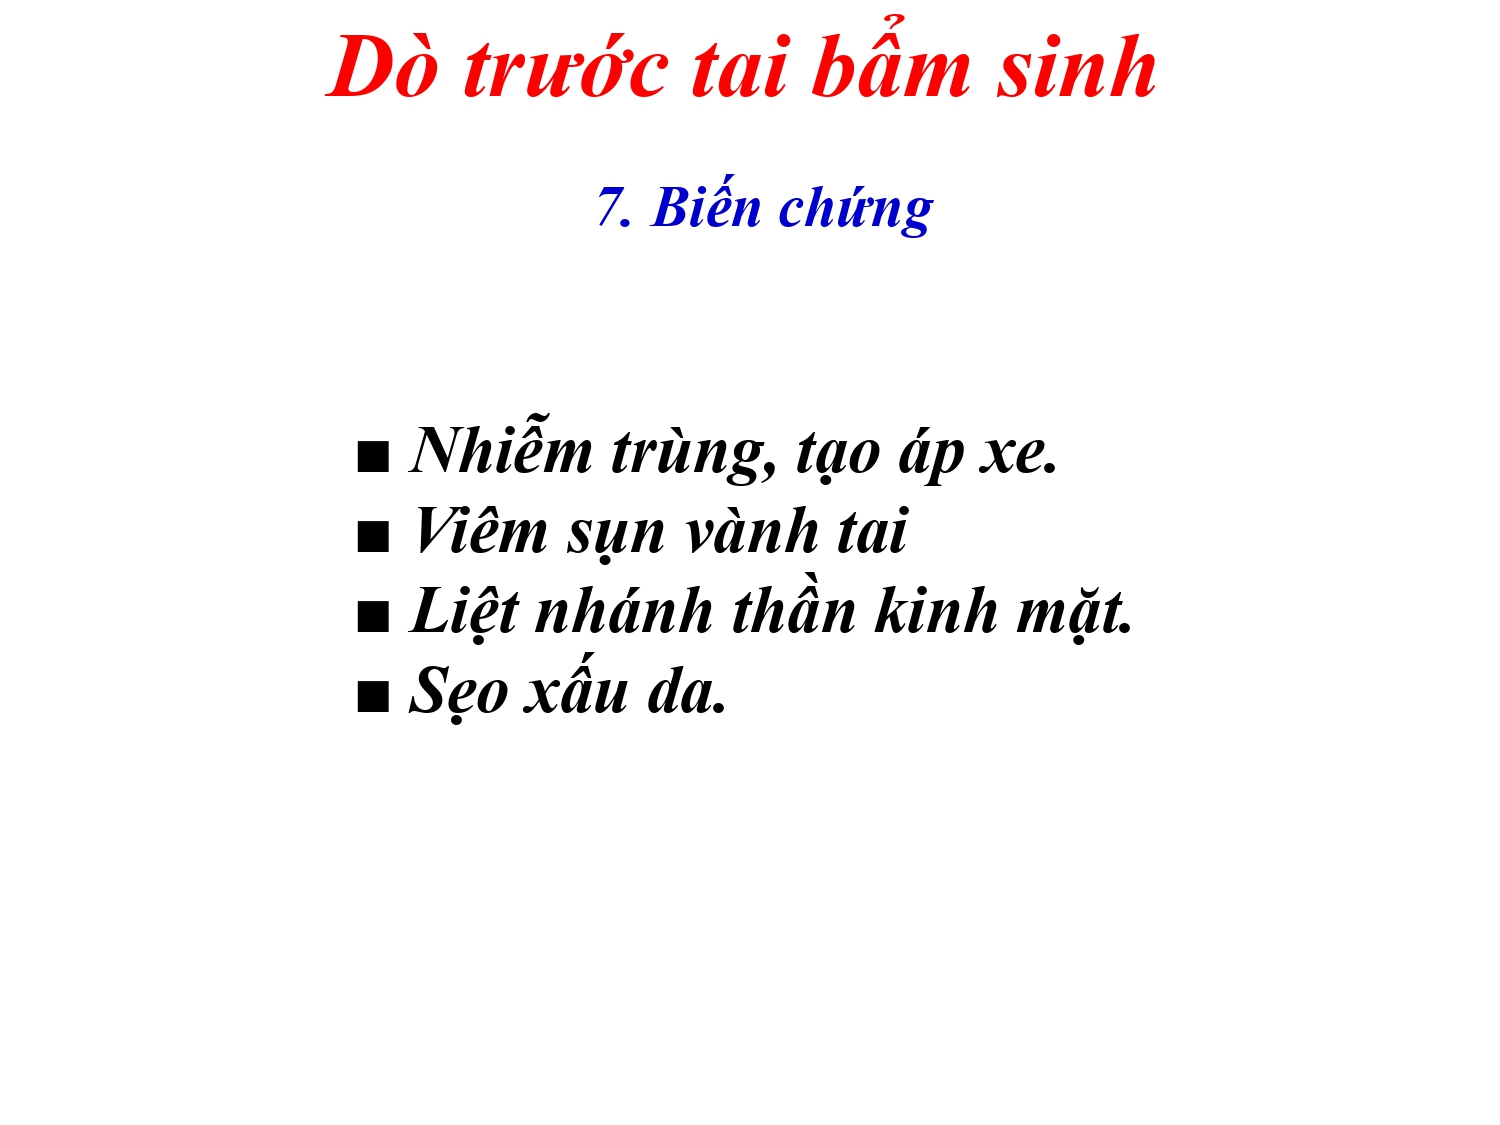 Dò trước tai bẩm sinh
7. Biến chứng
■ Nhiễm trùng, tạo áp xe.
■ Viêm sụn vành tai
■ Liệt nhánh thần kinh mặt.
■ Sẹo xấu da.